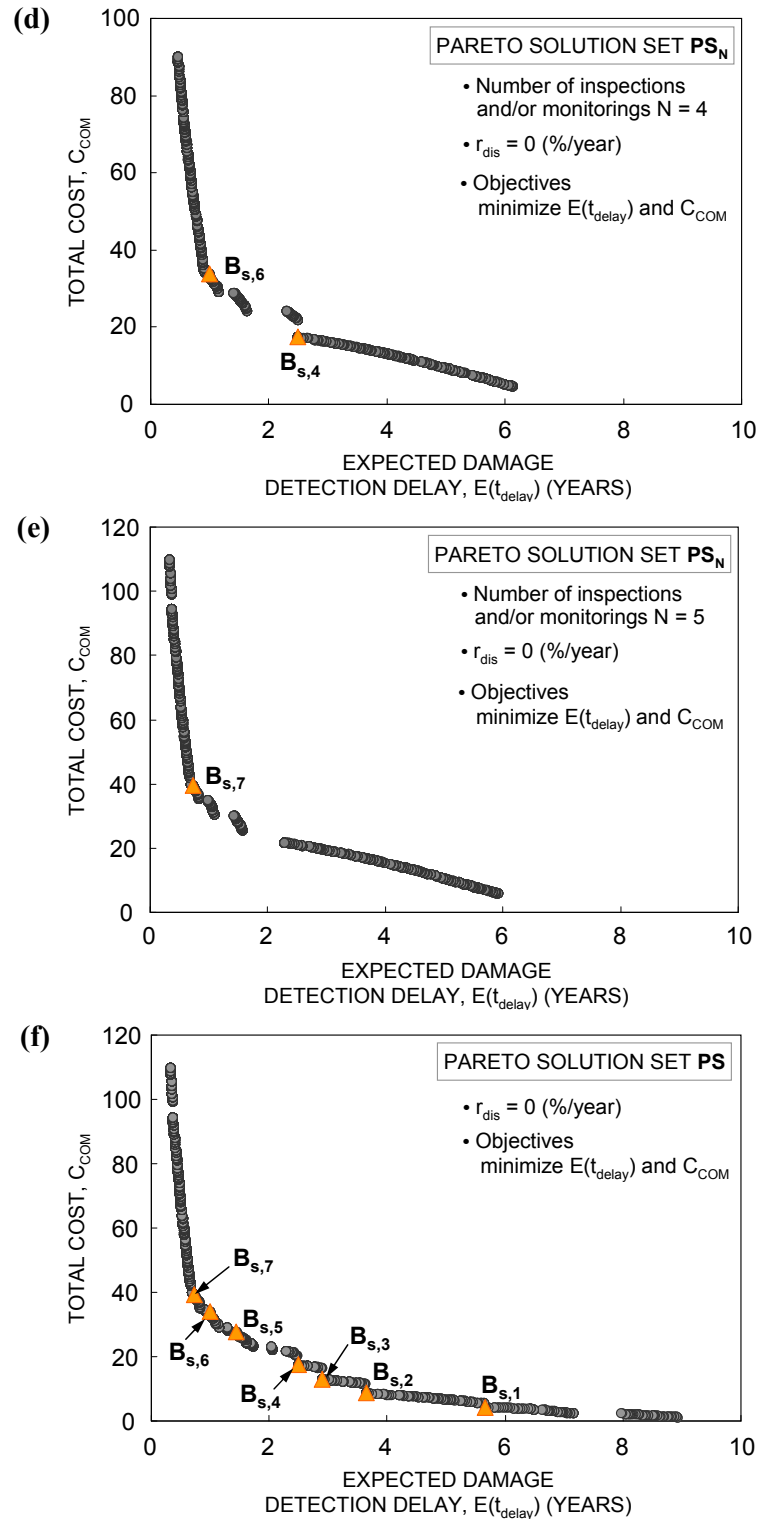 (d)
PARETO SOLUTION SET PS_N
• Number of inspections
and/or monitorings N = 4
• r_dis = 0 (%/year)
• Objectives
minimize E(t_delay) and C_COM
TOTAL COST, C_COM
100
80
60
40
20
0
B_s,6
B_s,4
0 2 4 6 8 10
EXPECTED DAMAGE
DETECTION DELAY, E(t_delay) (YEARS)
(e)
PARETO SOLUTION SET PS_N
• Number of inspections
and/or monitorings N = 5
• r_dis = 0 (%/year)
• Objectives
minimize E(t_delay) and C_COM
TOTAL COST, C_COM
120
100
80
60
40
20
0
B_s,7
0 2 4 6 8 10
EXPECTED DAMAGE
DETECTION DELAY, E(t_delay) (YEARS)
(f)
PARETO SOLUTION SET PS
• r_dis = 0 (%/year)
• Objectives
minimize E(t_delay) and C_COM
TOTAL COST, C_COM
120
100
80
60
40
20
0
B_s,7
B_s,6
B_s,5
B_s,4
B_s,3
B_s,2
B_s,1
0 2 4 6 8 10
EXPECTED DAMAGE
DETECTION DELAY, E(t_delay) (YEARS)